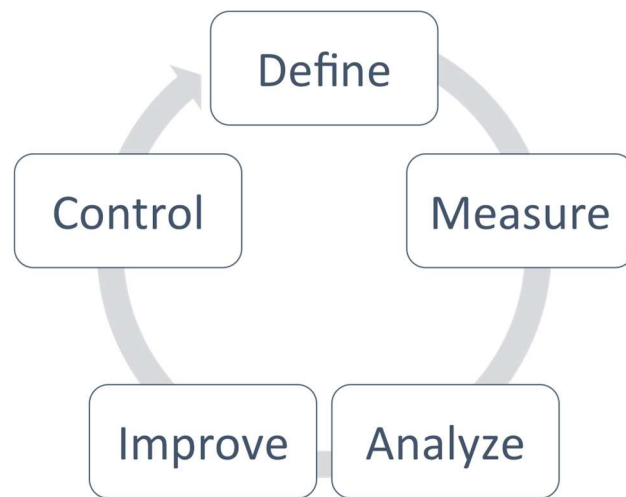 Define
Measure
Analyze
Improve
Control